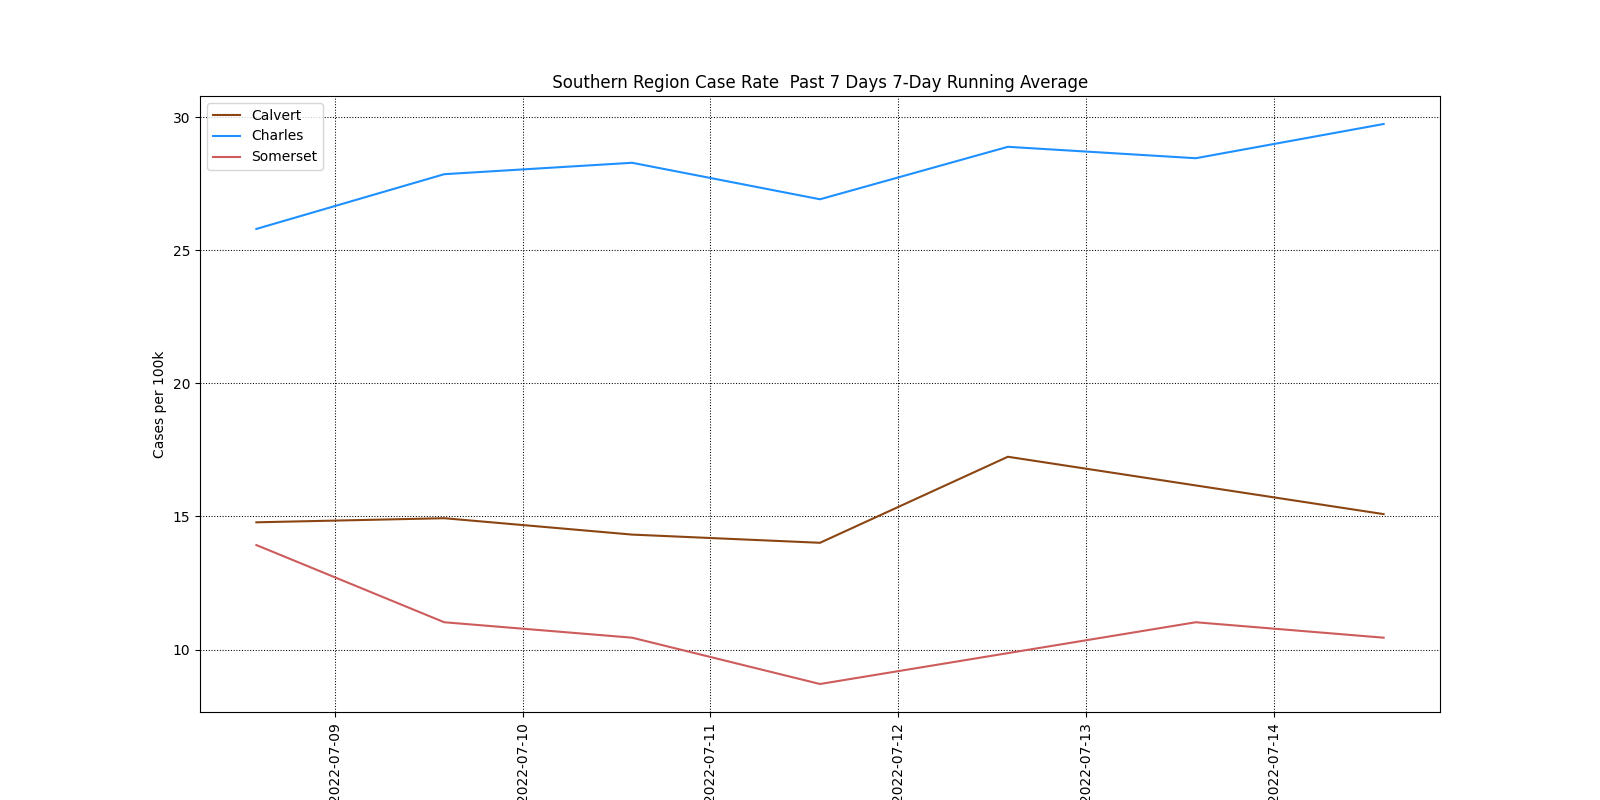 Southern Region Case Rate  Past 7 Days 7-Day Running Average
Calvert
Charles
Somerset
Cases per 100k
30
25
20
15
10
2022-07-09
2022-07-10
2022-07-11
2022-07-12
2022-07-13
2022-07-14